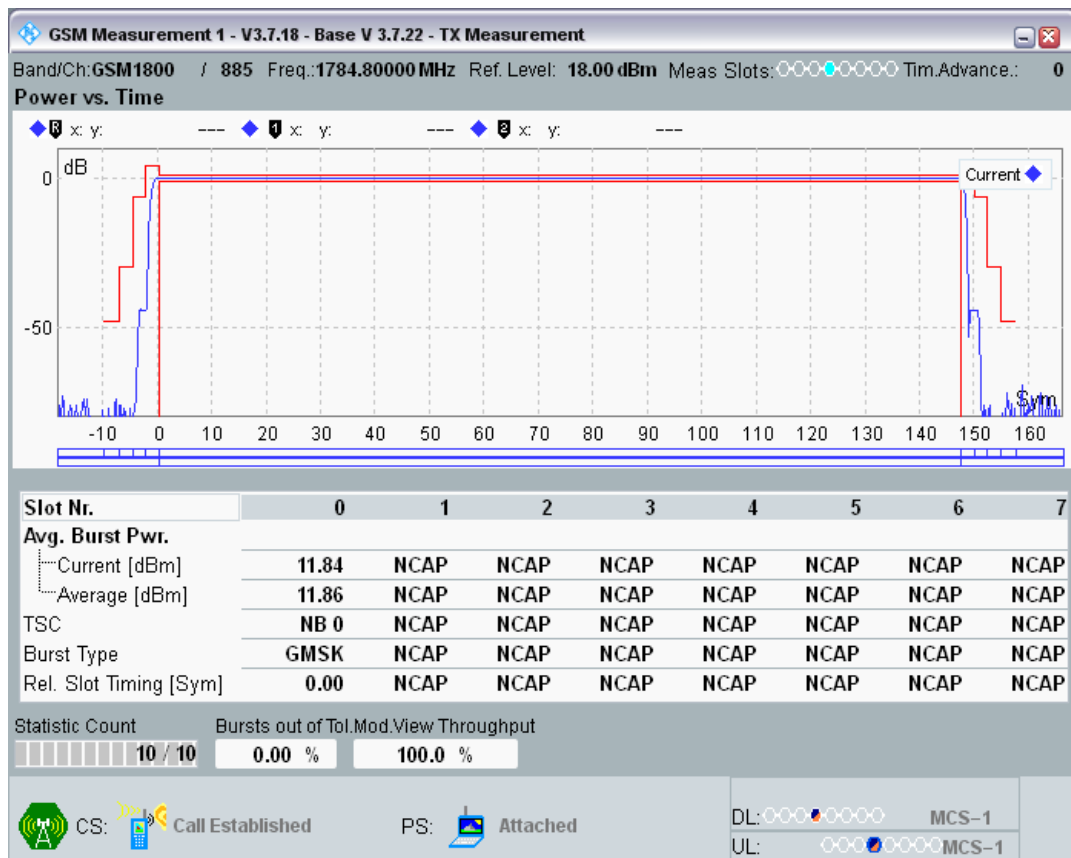 GSM Measurement 1 - V3.7.18 - Base V 3.7.22 - TX Measurement
Band/Ch:GSM1800 / 885 Freq.:1784.80000 MHz Ref. Level: 18.00 dBm Meas Slots: Tim.Advance.: 0
Power vs. Time
R x: y: --- 1 x: y: --- 2 x: y: ---
dB
Current
0
-50
Sym
-10 0 10 20 30 40 50 60 70 80 90 100 110 120 130 140 150 160
Slot Nr. 0 1 2 3 4 5 6 7
Avg. Burst Pwr.
Current [dBm] 11.84 NCAP NCAP NCAP NCAP NCAP NCAP NCAP
Average [dBm] 11.86 NCAP NCAP NCAP NCAP NCAP NCAP NCAP
TSC NB 0 NCAP NCAP NCAP NCAP NCAP NCAP NCAP
Burst Type GMSK NCAP NCAP NCAP NCAP NCAP NCAP NCAP
Rel. Slot Timing [Sym] 0.00 NCAP NCAP NCAP NCAP NCAP NCAP NCAP
Statistic Count Bursts out of Tol.Mod.View Throughput
10 / 10 0.00 % 100.0 %
CS: Call Established PS: Attached
DL: MCS-1
UL: MCS-1